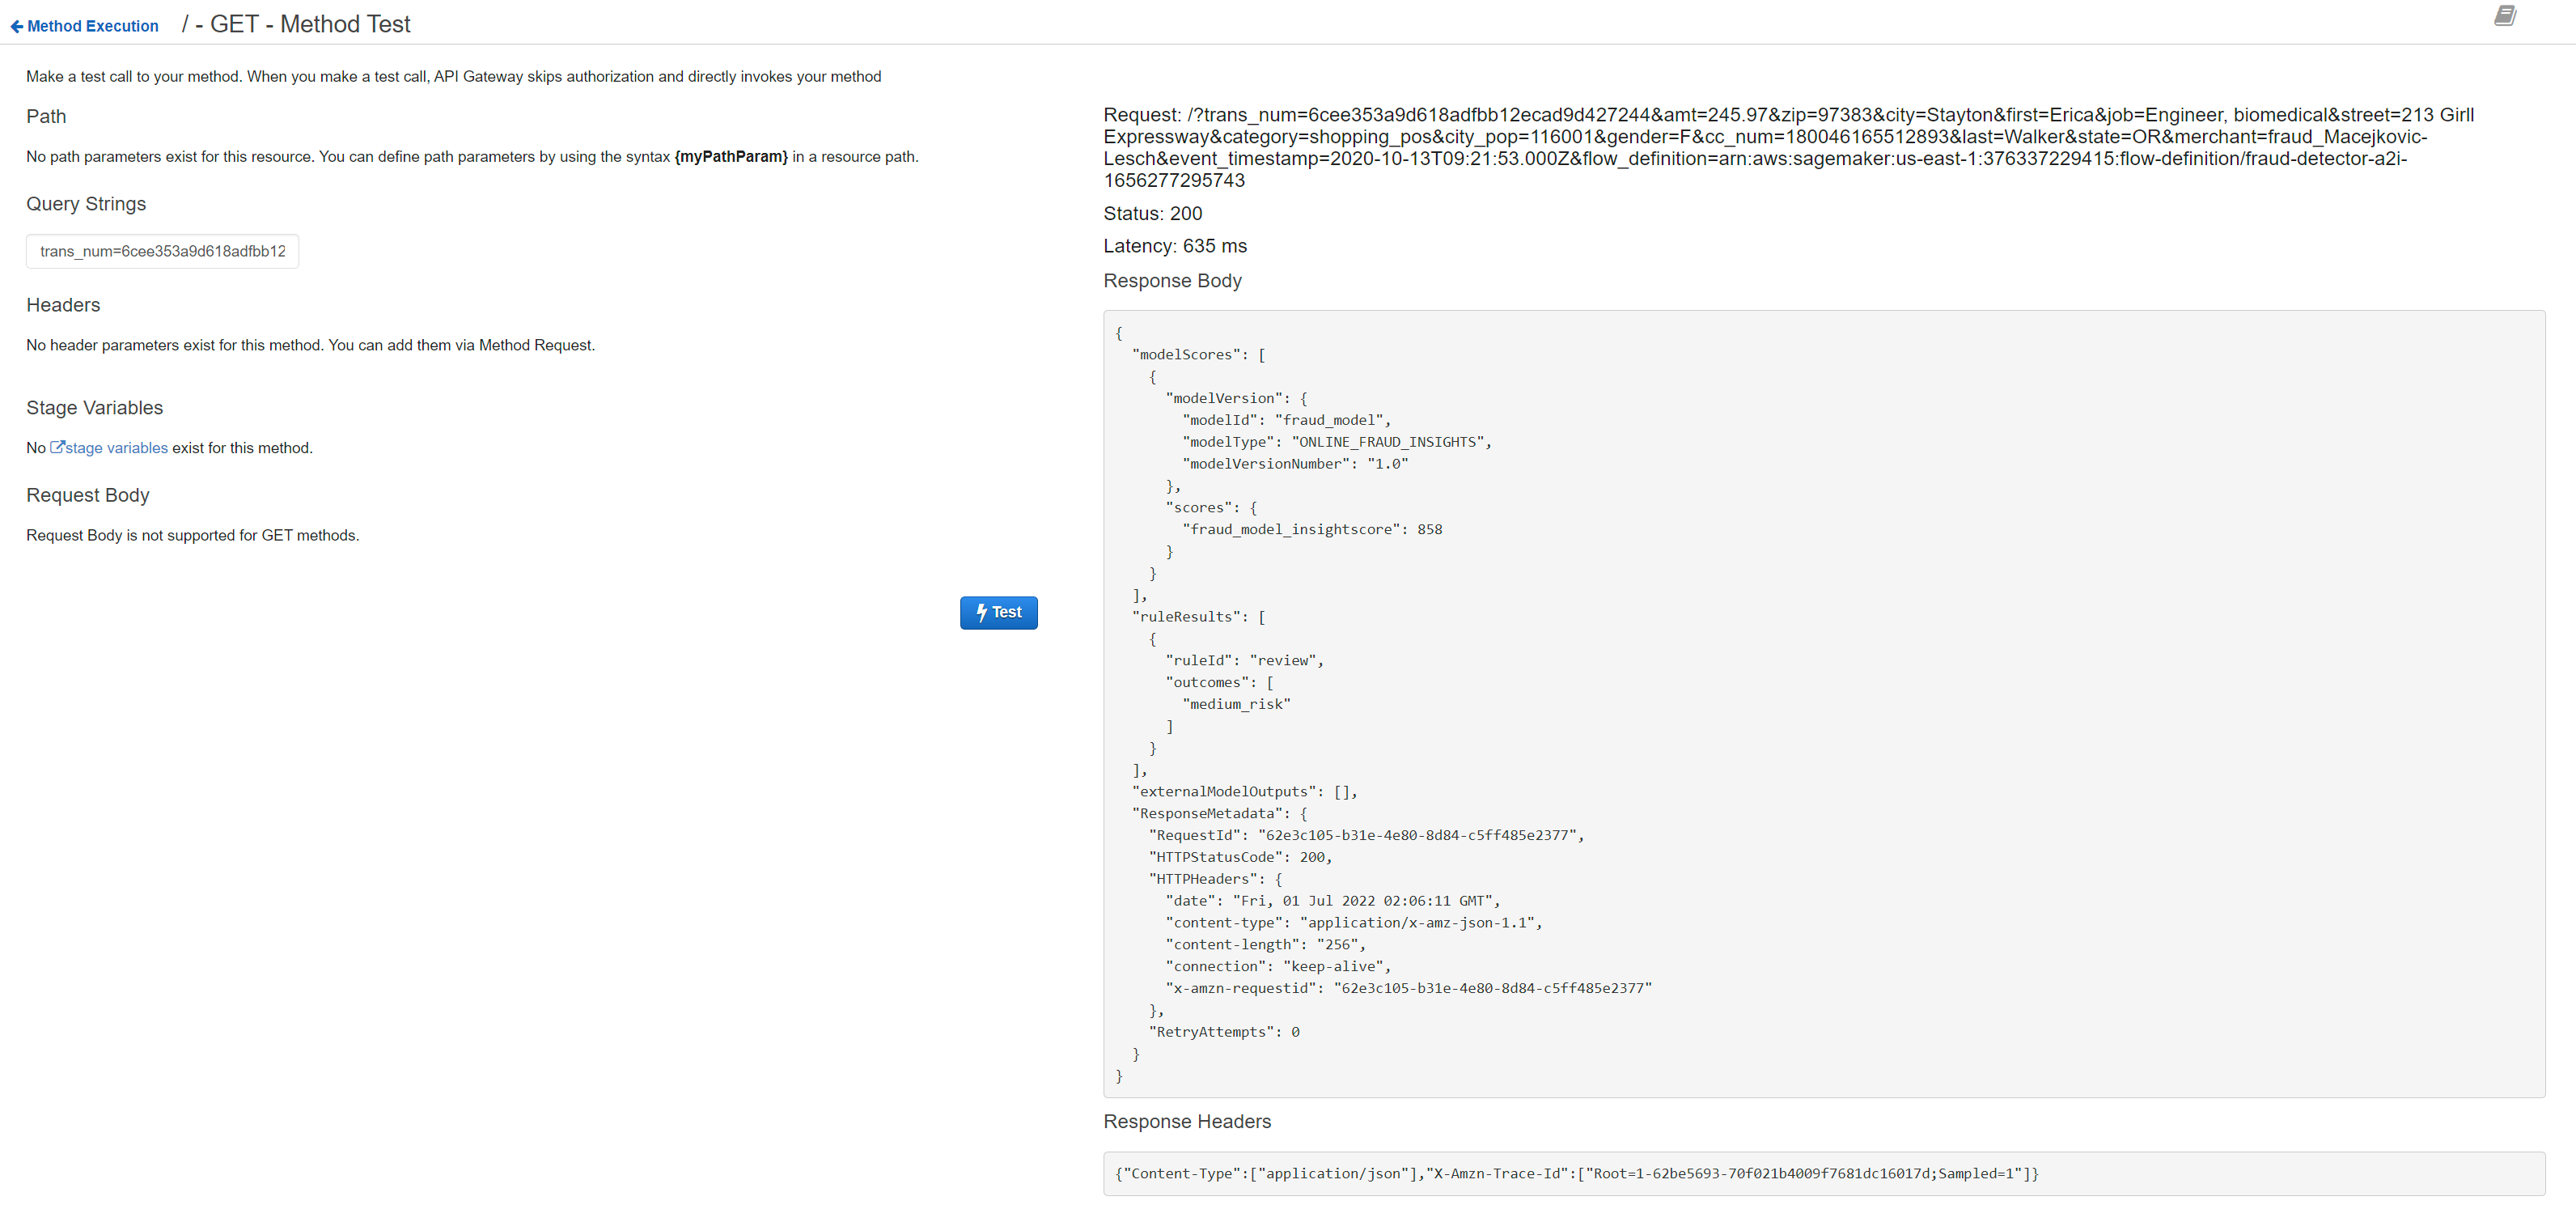 Method Execution / - GET - Method Test
Make a test call to your method. When you make a test call, API Gateway skips authorization and directly invokes your method
Path
No path parameters exist for this resource. You can define path parameters by using the syntax {myPathParam} in a resource path.
Query Strings
trans_num=6cee353a9d618adfbb12
Headers
No header parameters exist for this method. You can add them via Method Request.
Stage Variables
No stage variables exist for this method.
Request Body
Request Body is not supported for GET methods.
Test
Request: /?trans_num=6cee353a9d618adfbb12ecad9d427244&amt=245.97&zip=97383&city=Stayton&first=Erica&job=Engineer, biomedical&street=213 Girll
Expressway&category=shopping_pos&city_pop=116001&gender=F&cc_num=180046165512893&last=Walker&state=OR&merchant=fraud_Macejkovic-
Lesch&event_timestamp=2020-10-13T09:21:53.000Z&flow_definition=arn:aws:sagemaker:us-east-1:376337229415:flow-definition/fraud-detector-a2i-
1656277295743
Status: 200
Latency: 635 ms
Response Body
{
"modelScores": [
{
"modelVersion": {
"modelId": "fraud_model",
"modelType": "ONLINE_FRAUD_INSIGHTS",
"modelVersionNumber": "1.0"
},
"scores": {
"fraud_model_insightscore": 858
}
}
],
"ruleResults": [
{
"ruleId": "review",
"outcomes": [
"medium_risk"
]
}
],
"externalModelOutputs": [],
"ResponseMetadata": {
"RequestId": "62e3c105-b31e-4e80-8d84-c5ff485e2377",
"HTTPStatusCode": 200,
"HTTPHeaders": {
"date": "Fri, 01 Jul 2022 02:06:11 GMT",
"content-type": "application/x-amz-json-1.1",
"content-length": "256",
"connection": "keep-alive",
"x-amzn-requestid": "62e3c105-b31e-4e80-8d84-c5ff485e2377"
},
"RetryAttempts": 0
}
}
Response Headers
{"Content-Type":["application/json"],"X-Amzn-Trace-Id":["Root=1-62be5693-70f021b4009f7681dc16017d;Sampled=1"]}